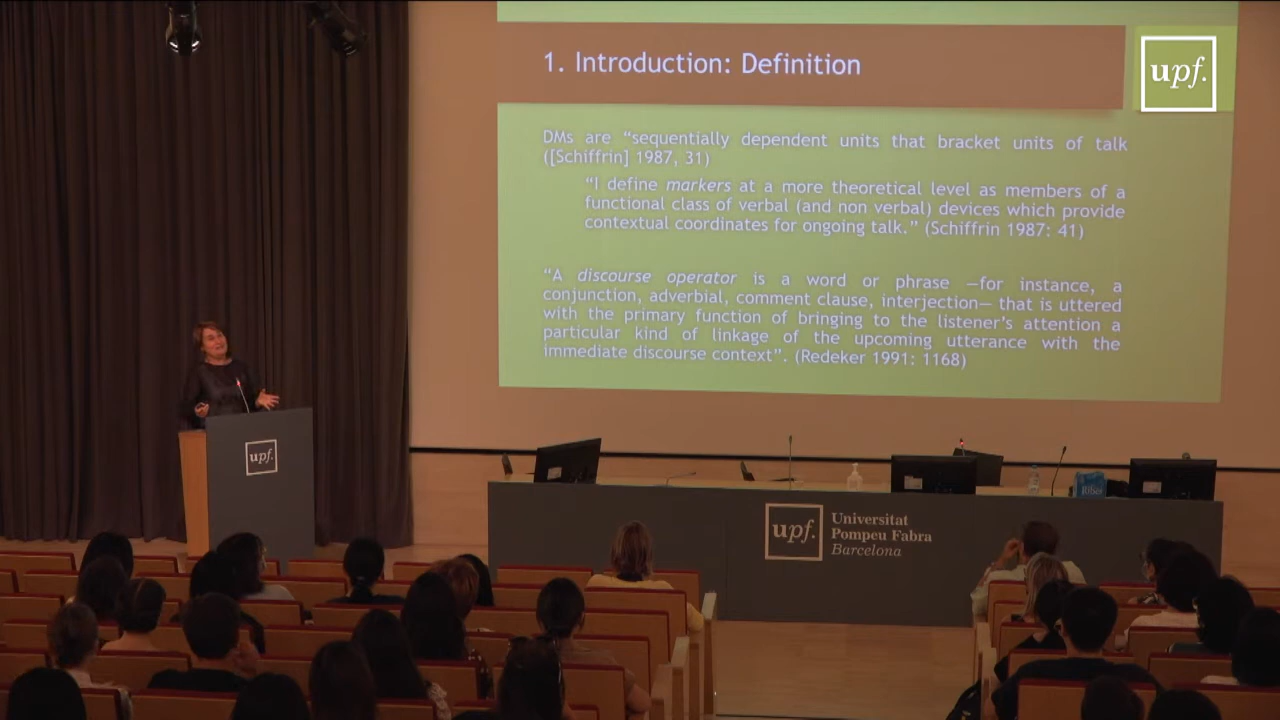 1. Introduction: Definition
upf.
DMs are “sequentially dependent units that bracket units of talk
([Schiffrin] 1987, 31)
“I define markers at a more theoretical level as members of a
functional class of verbal (and non verbal) devices which provide
contextual coordinates for ongoing talk.” (Schiffrin 1987: 41)
“A discourse operator is a word or phrase —for instance, a
conjunction, adverbial, comment clause, interjection— that is uttered
with the primary function of bringing to the listener’s attention a
particular kind of linkage of the upcoming utterance with the
immediate discourse context”. (Redeker 1991: 1168)
upf.
upf.
Universitat
Pompeu Fabra
Barcelona